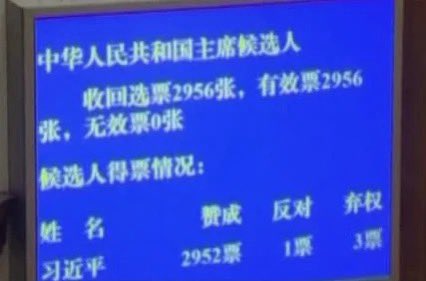 中华人民共和国主席候选人
收回选票2956张，有效票2956
张，无效票0张
候选人得票情况：
姓 名 赞成 反对 弃权
习近平 2952票 1票 3票